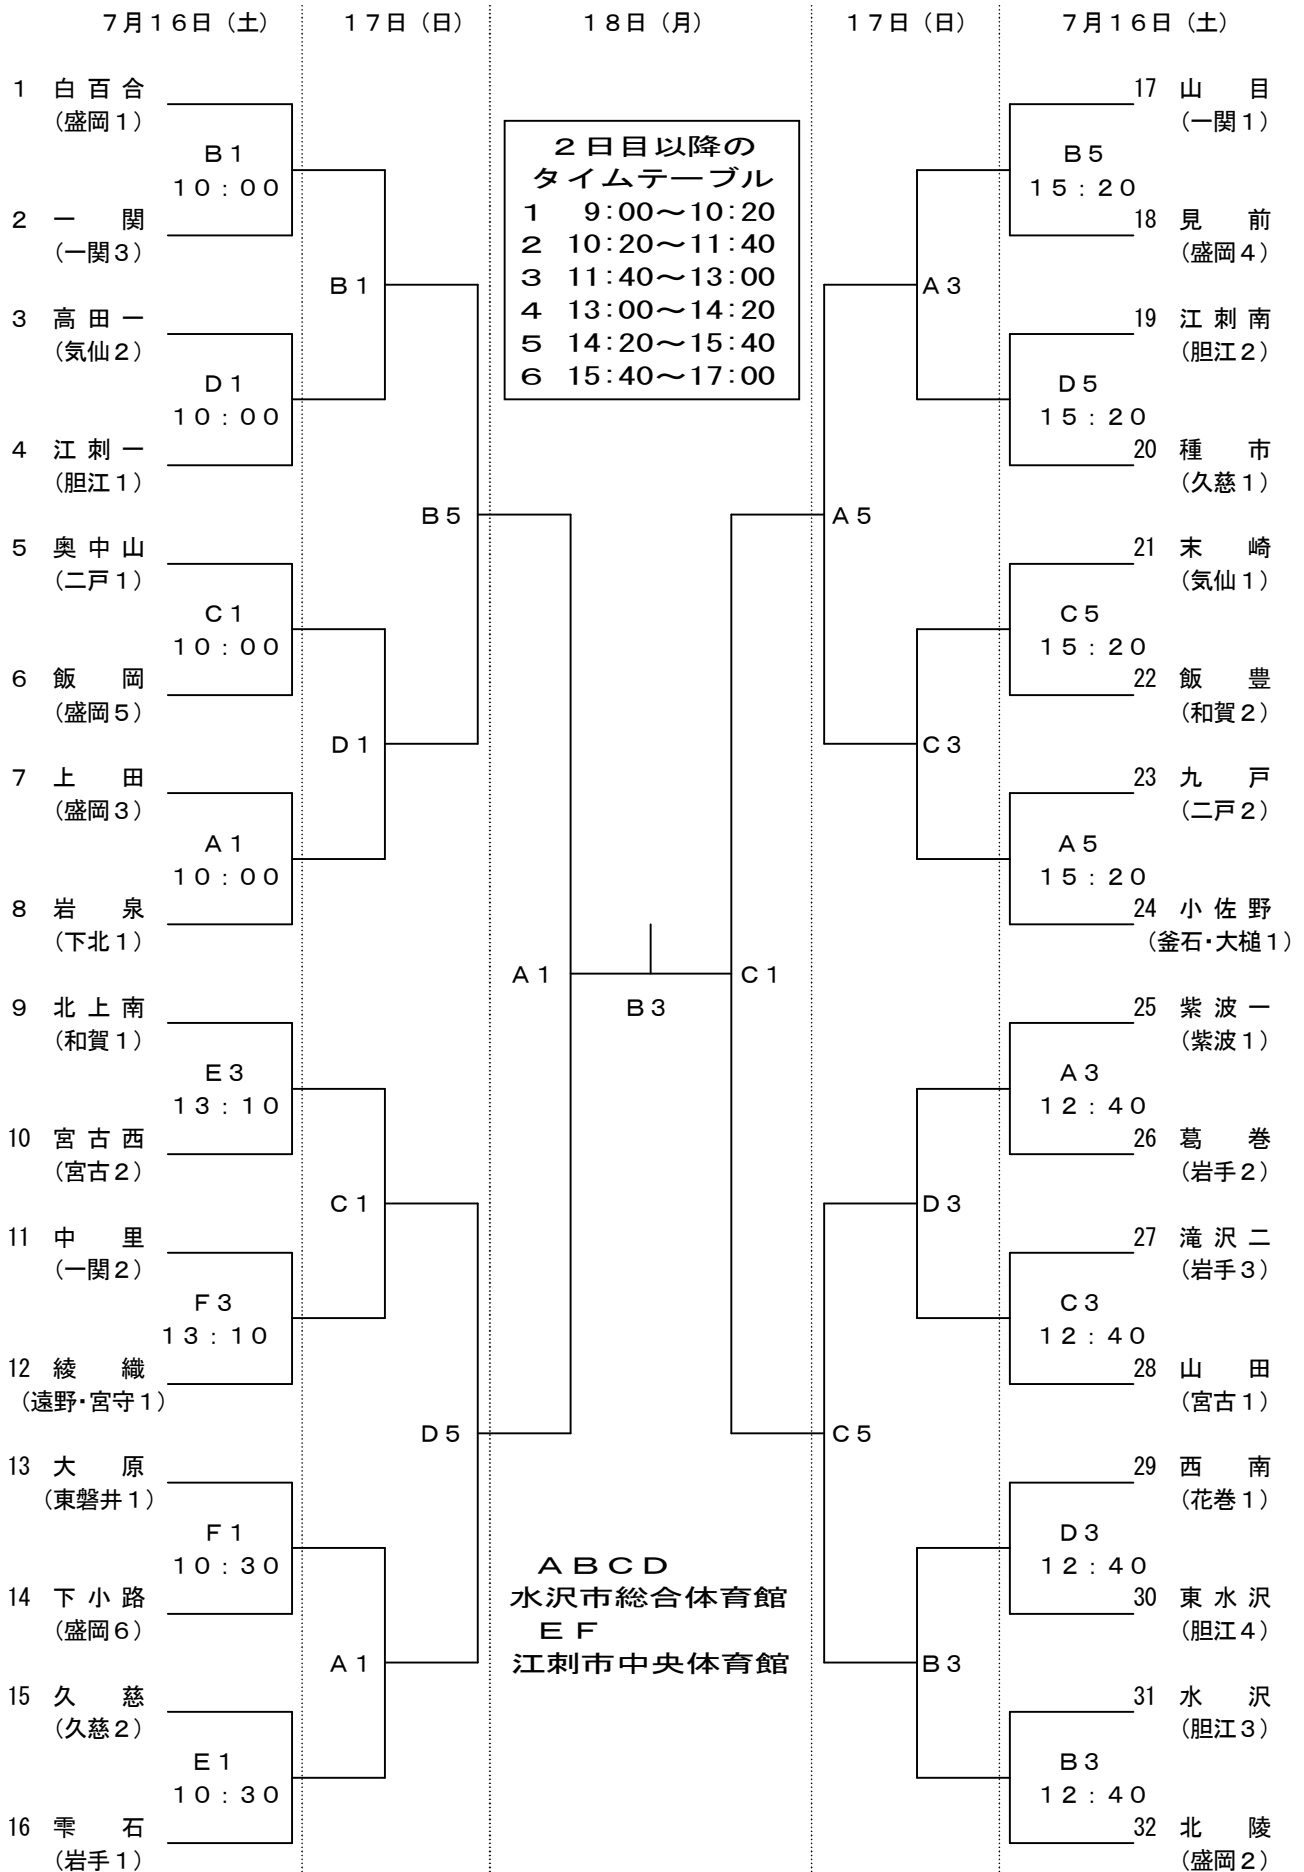 7月16日（土） 17日（日） 18日（月） 17日（日） 7月16日（土）
1 白百合
（盛岡1）
B1
10：00
2 一関
（一関3）
B1
3 高田一
（気仙2）
D1
10：00
4 江刺一
（胆江1）
B5
5 奥中山
（二戸1）
C1
10：00
6 飯岡
（盛岡5）
D1
7 上田
（盛岡3）
A1
10：00
8 岩泉
（下北1）
A1
9 北上南
（和賀1）
E3
13：10
10 宮古西
（宮古2）
C1
11 中里
（一関2）
F3
13：10
12 綾織
（遠野・宮守1）
D5
13 大原
（東磐井1）
F1
10：30
14 下小路
（盛岡6）
A1
15 久慈
（久慈2）
E1
10：30
16 雫石
（岩手1）
2日目以降の
タイムテーブル
1 9：00～10：20
2 10：20～11：40
3 11：40～13：00
4 13：00～14：20
5 14：20～15：40
6 15：40～17：00
B3
ABCD
水沢市総合体育館
EF
江刺市中央体育館
17 山目
（一関1）
B5
15：20
18 見前
（盛岡4）
A3
19 江刺南
（胆江2）
D5
15：20
20 種市
（久慈1）
A5
21 末崎
（気仙1）
C5
15：20
22 飯豊
（和賀2）
C3
23 九戸
（二戸2）
A5
15：20
24 小佐野
（釜石・大槌1）
C1
25 紫波一
（紫波1）
A3
12：40
26 葛巻
（岩手2）
D3
27 滝沢二
（岩手3）
C3
12：40
28 山田
（宮古1）
C5
29 西南
（花巻1）
D3
12：40
30 東水沢
（胆江4）
B3
31 水沢
（胆江3）
B3
12：40
32 北陵
（盛岡2）